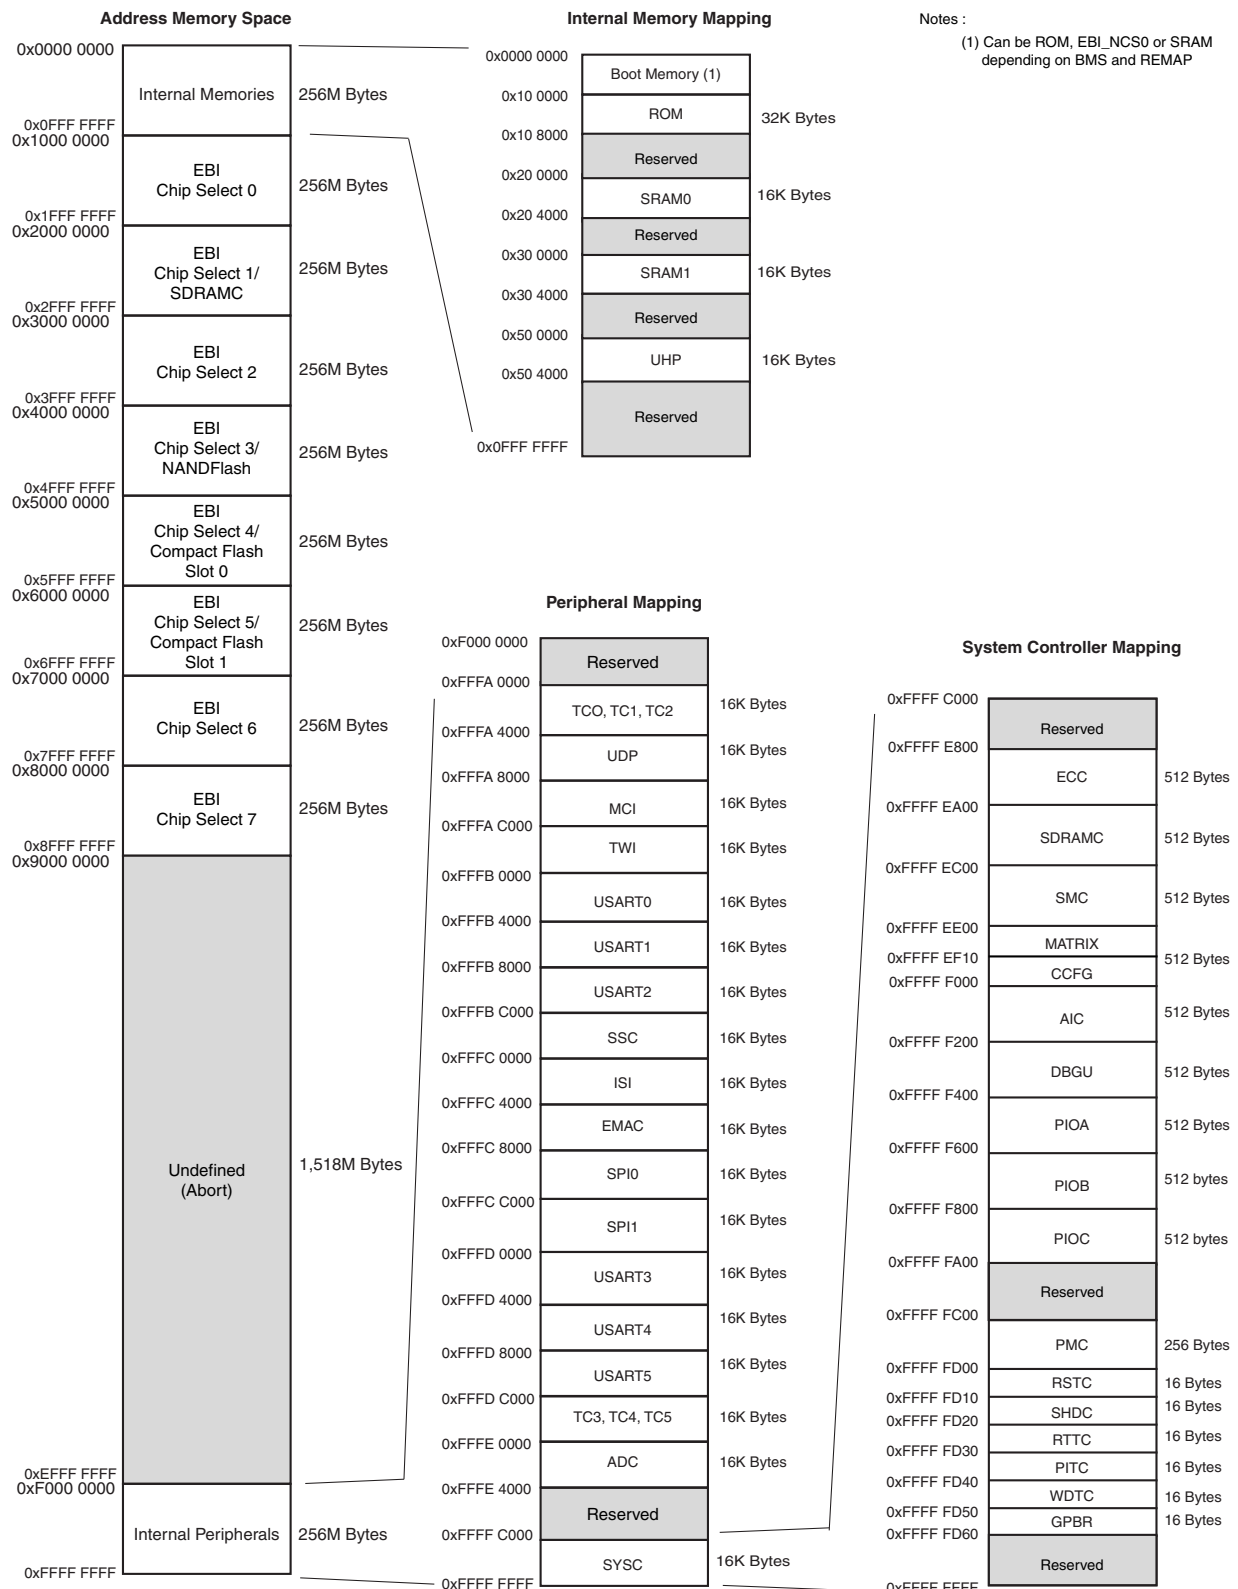 Address Memory Space
0x0000 0000
Internal Memories
256M Bytes
0x0FFF FFFF
0x1000 0000
EBI
Chip Select 0
256M Bytes
0x1FFF FFFF
0x2000 0000
EBI
Chip Select 1/
SDRAMC
256M Bytes
0x2FFF FFFF
0x3000 0000
EBI
Chip Select 2
256M Bytes
0x3FFF FFFF
0x4000 0000
EBI
Chip Select 3/
NANDFlash
256M Bytes
0x4FFF FFFF
0x5000 0000
EBI
Chip Select 4/
Compact Flash
Slot 0
256M Bytes
0x5FFF FFFF
0x6000 0000
EBI
Chip Select 5/
Compact Flash
Slot 1
256M Bytes
0x6FFF FFFF
0x7000 0000
EBI
Chip Select 6
256M Bytes
0x7FFF FFFF
0x8000 0000
EBI
Chip Select 7
256M Bytes
0x8FFF FFFF
0x9000 0000
Undefined
(Abort)
1,518M Bytes
0xEFFF FFFF
0xF000 0000
Internal Peripherals
256M Bytes
0xFFFF FFFF
Internal Memory Mapping
0x0000 0000
Boot Memory (1)
0x10 0000
ROM
32K Bytes
0x10 8000
Reserved
0x20 0000
SRAM0
16K Bytes
0x20 4000
Reserved
0x30 0000
SRAM1
16K Bytes
0x30 4000
Reserved
0x50 0000
UHP
16K Bytes
0x50 4000
Reserved
0x0FFF FFFF
Notes :
(1) Can be ROM, EBI_NCS0 or SRAM
depending on BMS and REMAP
Peripheral Mapping
0xF000 0000
Reserved
0xFFFA 0000
TCO, TC1, TC2
16K Bytes
0xFFFA 4000
UDP
16K Bytes
0xFFFA 8000
MCI
16K Bytes
0xFFFA C000
TWI
16K Bytes
0xFFFB 0000
USART0
16K Bytes
0xFFFB 4000
USART1
16K Bytes
0xFFFB 8000
USART2
16K Bytes
0xFFFB C000
SSC
16K Bytes
0xFFFC 0000
ISI
16K Bytes
0xFFFC 4000
EMAC
16K Bytes
0xFFFC 8000
SPI0
16K Bytes
0xFFFC C000
SPI1
16K Bytes
0xFFFD 0000
USART3
16K Bytes
0xFFFD 4000
USART4
16K Bytes
0xFFFD 8000
USART5
16K Bytes
0xFFFD C000
TC3, TC4, TC5
16K Bytes
0xFFFE 0000
ADC
16K Bytes
0xFFFE 4000
Reserved
0xFFFF C000
SYSC
16K Bytes
0xFFFF FFFF
System Controller Mapping
0xFFFF C000
Reserved
0xFFFF E800
ECC
512 Bytes
0xFFFF EA00
SDRAMC
512 Bytes
0xFFFF EC00
SMC
512 Bytes
0xFFFF EE00
MATRIX
0xFFFF EF10
512 Bytes
CCFG
0xFFFF F000
AIC
512 Bytes
0xFFFF F200
DBGU
512 Bytes
0xFFFF F400
PIOA
512 Bytes
0xFFFF F600
PIOB
512 bytes
0xFFFF F800
PIOC
512 bytes
0xFFFF FA00
Reserved
0xFFFF FC00
PMC
256 Bytes
0xFFFF FD00
RSTC
16 Bytes
0xFFFF FD10
SHDC
16 Bytes
0xFFFF FD20
RTTC
16 Bytes
0xFFFF FD30
PITC
16 Bytes
0xFFFF FD40
WDTC
16 Bytes
0xFFFF FD50
GPBR
16 Bytes
0xFFFF FD60
Reserved
0xFFFF FFFF